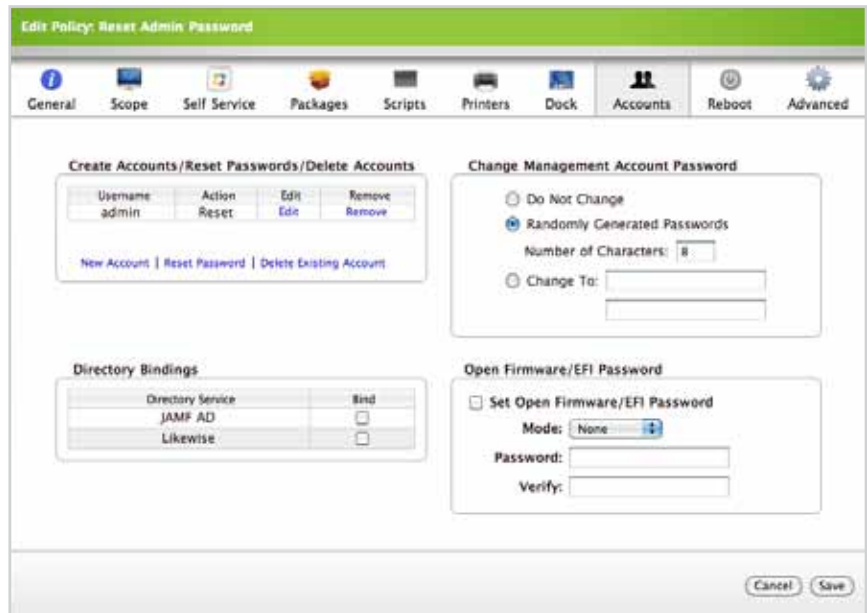 Edit Policy: Reset Admin Password
General Scope Self Service Packages Scripts Printers Dock Accounts Reboot Advanced
Create Accounts/Reset Passwords/Delete Accounts
Username Action Edit Remove
admin Reset Edit Remove
New Account | Reset Password | Delete Existing Account
Change Management Account Password
Do Not Change
Randomly Generated Passwords
Number of Characters: 8
Change To:
Directory Bindings
Directory Service Bind
JAMF AD
Likewise
Open Firmware/EFI Password
Set Open Firmware/EFI Password
Mode: None
Password:
Verify:
Cancel Save